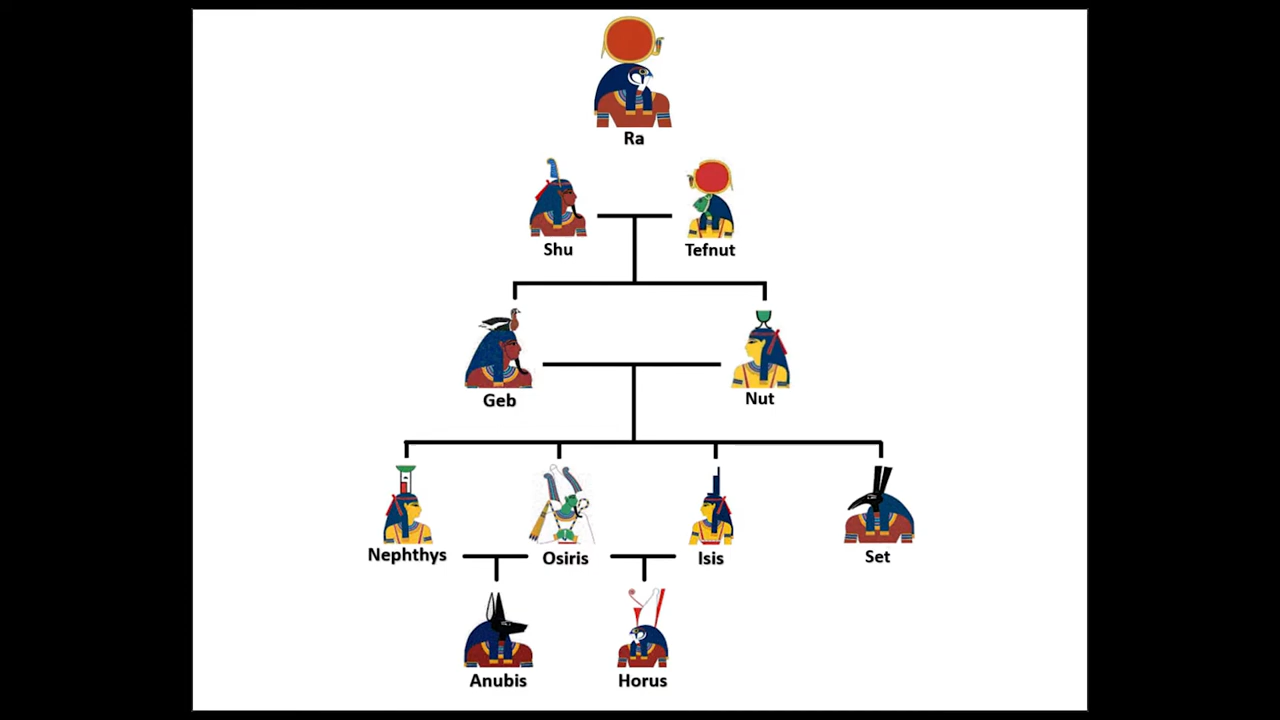 Ra
Shu
Tefnut
Geb
Nut
Nephthys
Osiris
Isis
Set
Anubis
Horus